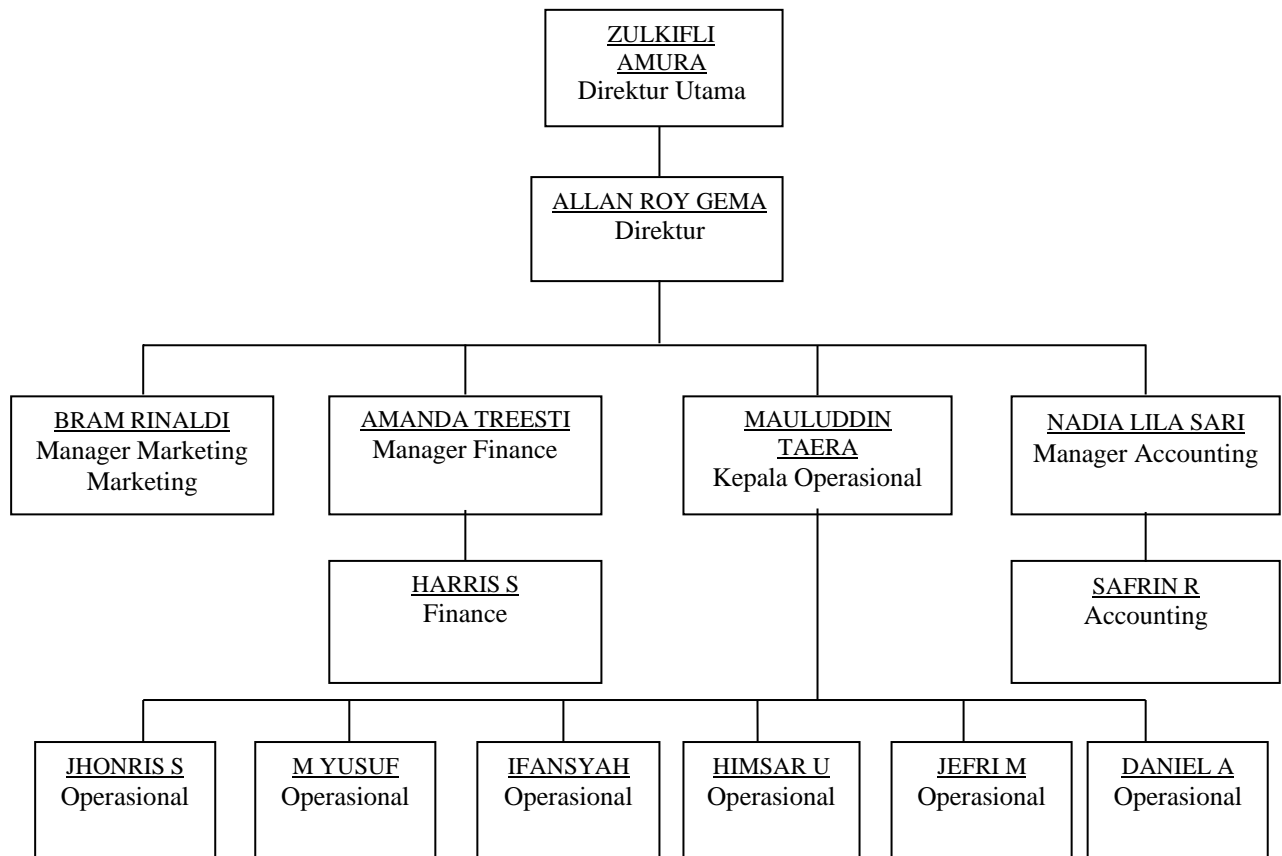 ZULKIFLI
AMURA
Direktur Utama
ALLAN ROY GEMA
Direktur
BRAM RINALDI
Manager Marketing
Marketing
AMANDA TREESTI
Manager Finance
MAULUDDIN
TAERA
Kepala Operasional
NADIA LILA SARI
Manager Accounting
HARRIS S
Finance
SAFRIN R
Accounting
JHONRIS S
Operasional
M YUSUF
Operasional
IFANSYAH
Operasional
HIMSAR U
Operasional
JEFRI M
Operasional
DANIEL A
Operasional